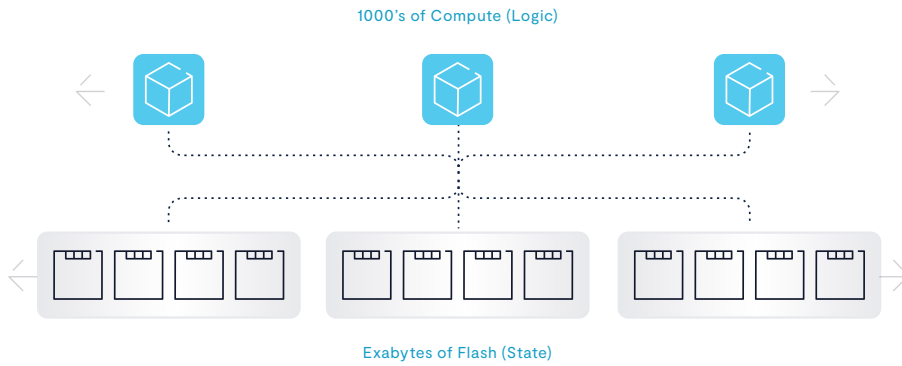 1000's of Compute (Logic)
Exabytes of Flash (State)